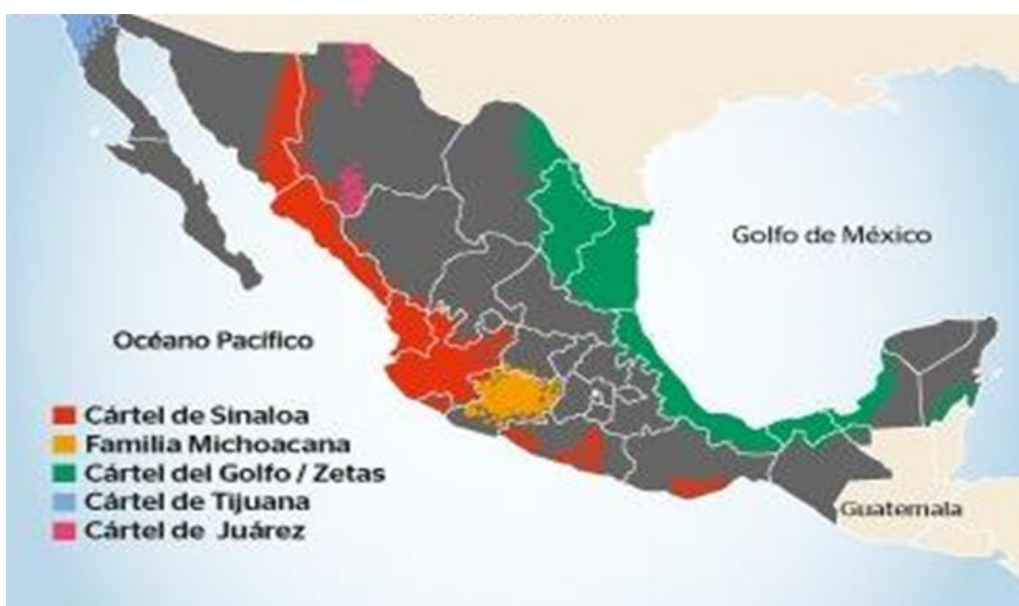 Golfo de México
Océano Pacífico
Cártel de Sinaloa
Familia Michoacana
Cártel del Golfo / Zetas
Cártel de Tijuana
Cártel de Juárez
Guatemala